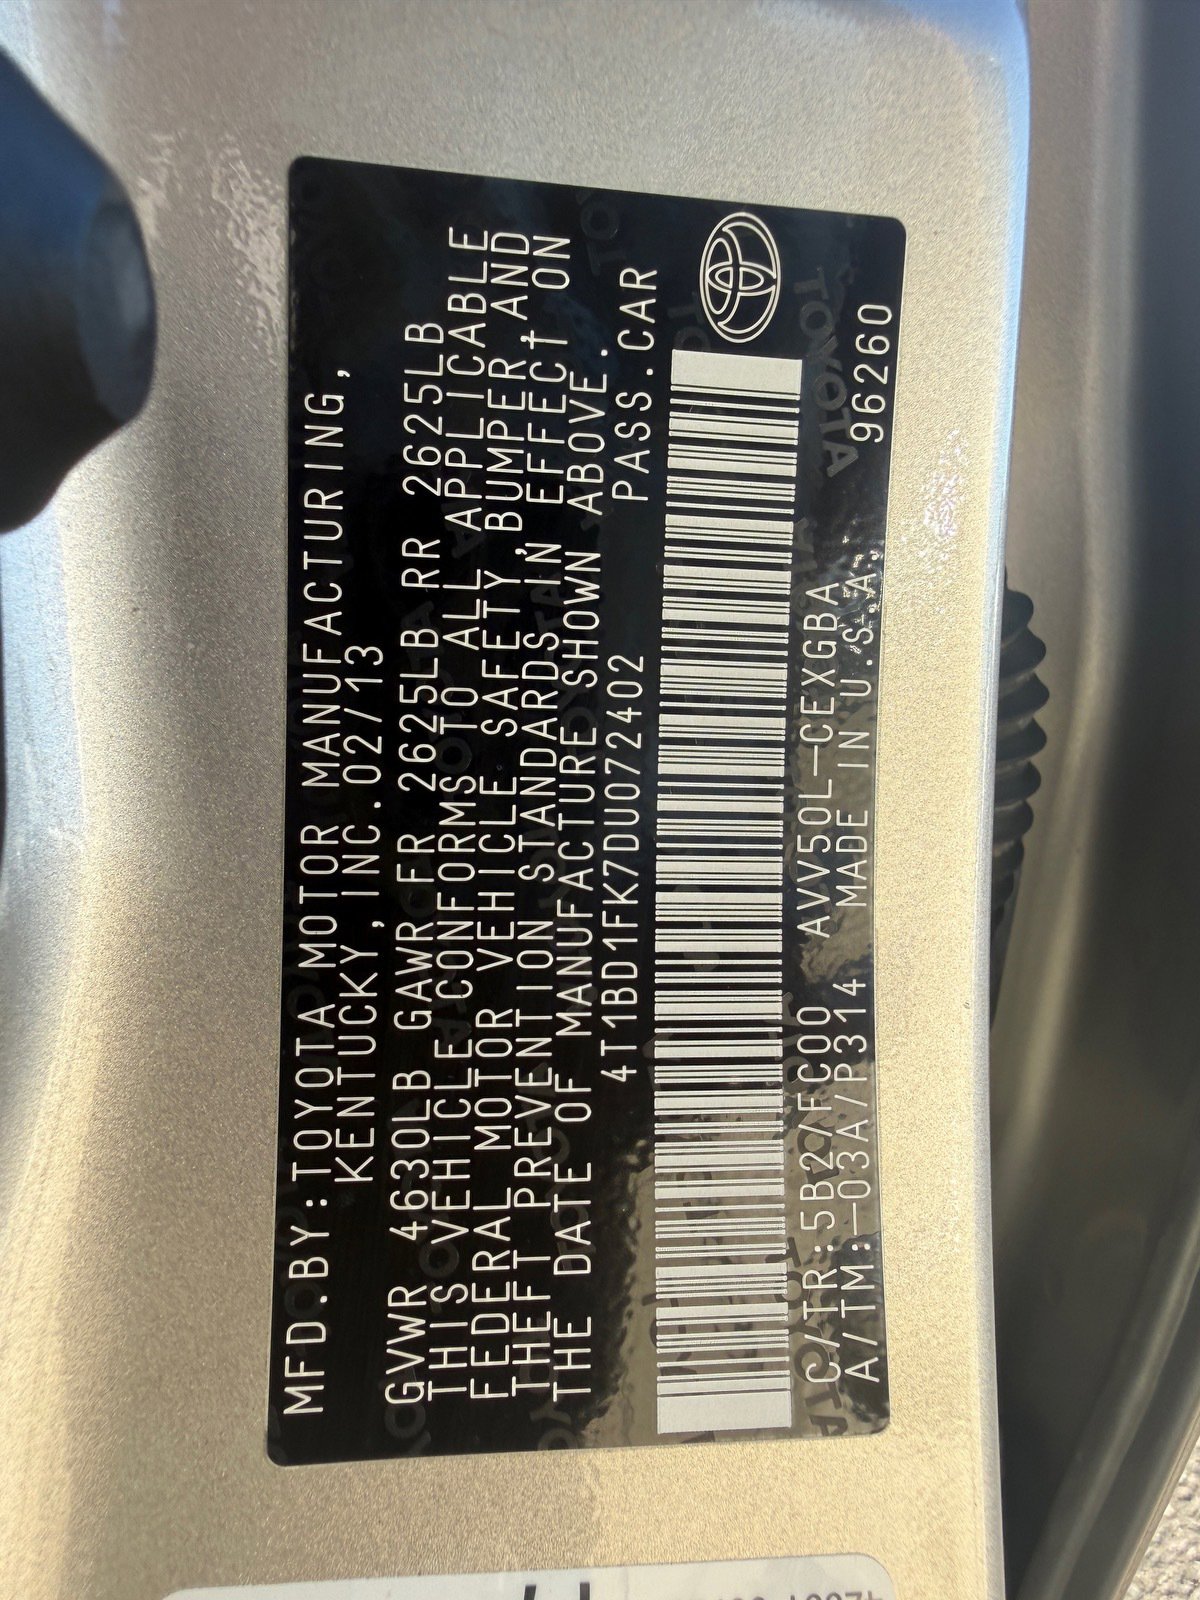 MFD.BY:TOYOTA MOTOR MANUFACTURING,
KENTUCKY,INC.02/13
GVWR 4630LB GAWR FR 2625LB RR 2625LB
THIS VEHICLE CONFORMS TO ALL APPLICABLE
FEDERAL MOTOR VEHICLE SAFETY,BUMPER,AND
THEFT PREVENTION STANDARDS IN EFFECT ON
THE DATE OF MANUFACTURE SHOWN ABOVE.
4T1BD1FK7DU072402 PASS.CAR
C/TR:5B2/FC00 AVV50L-CEXGBA
A/TM:-03A/P314 MADE IN U.S.A. 96260